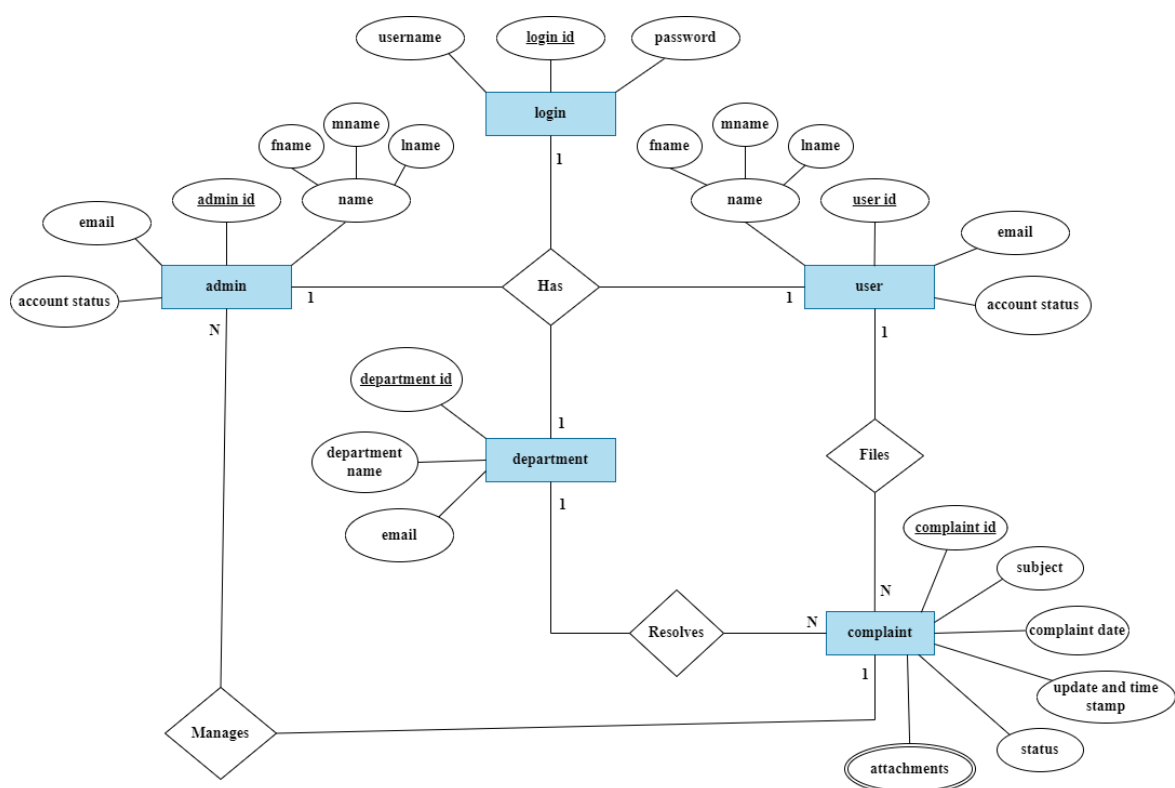 username
login id
password
login
1
fname
mname
lname
admin id
name
email
account status
admin
1
N
fname
mname
lname
name
user id
email
account status
user
1
1
Has
department id
department
name
email
1
department
1
Files
complaint id
subject
complaint date
update and time
stamp
status
attachments
N
N
complaint
1
Resolves
Manages